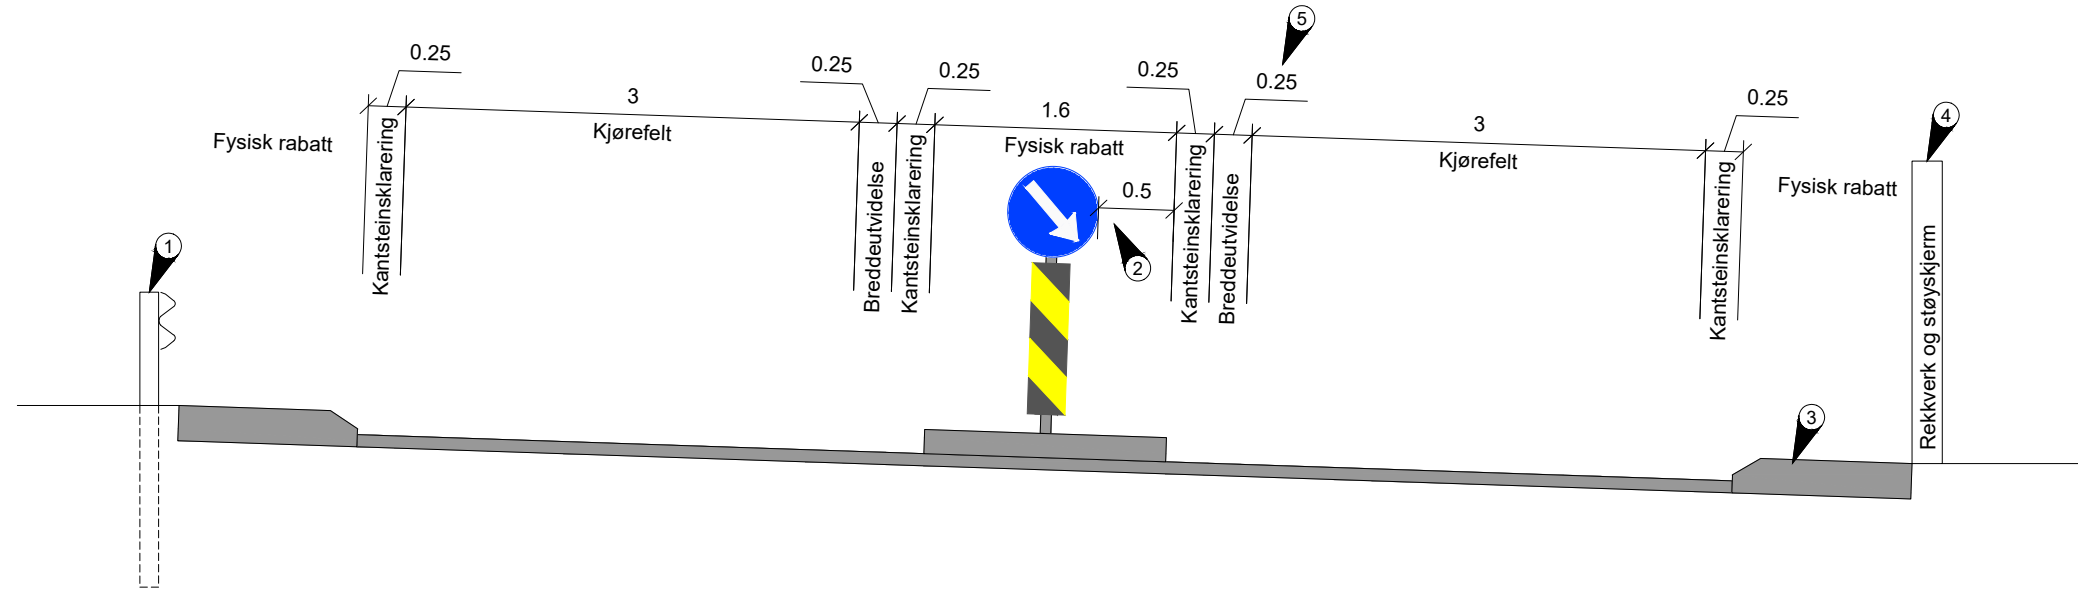 5
0.25
0.25
0.25
0.25
0.25
0.25
3
1.6
3
4
Fysisk rabatt
Kantsteinsklarering
Kjørefelt
Breddeutvidelse
Kantsteinsklarering
Fysisk rabatt
Kantsteinsklarering
Breddeutvidelse
Kjørefelt
Kantsteinsklarering
Fysisk rabatt
0.5
1
2
Rekkverk og støyskjerm
3